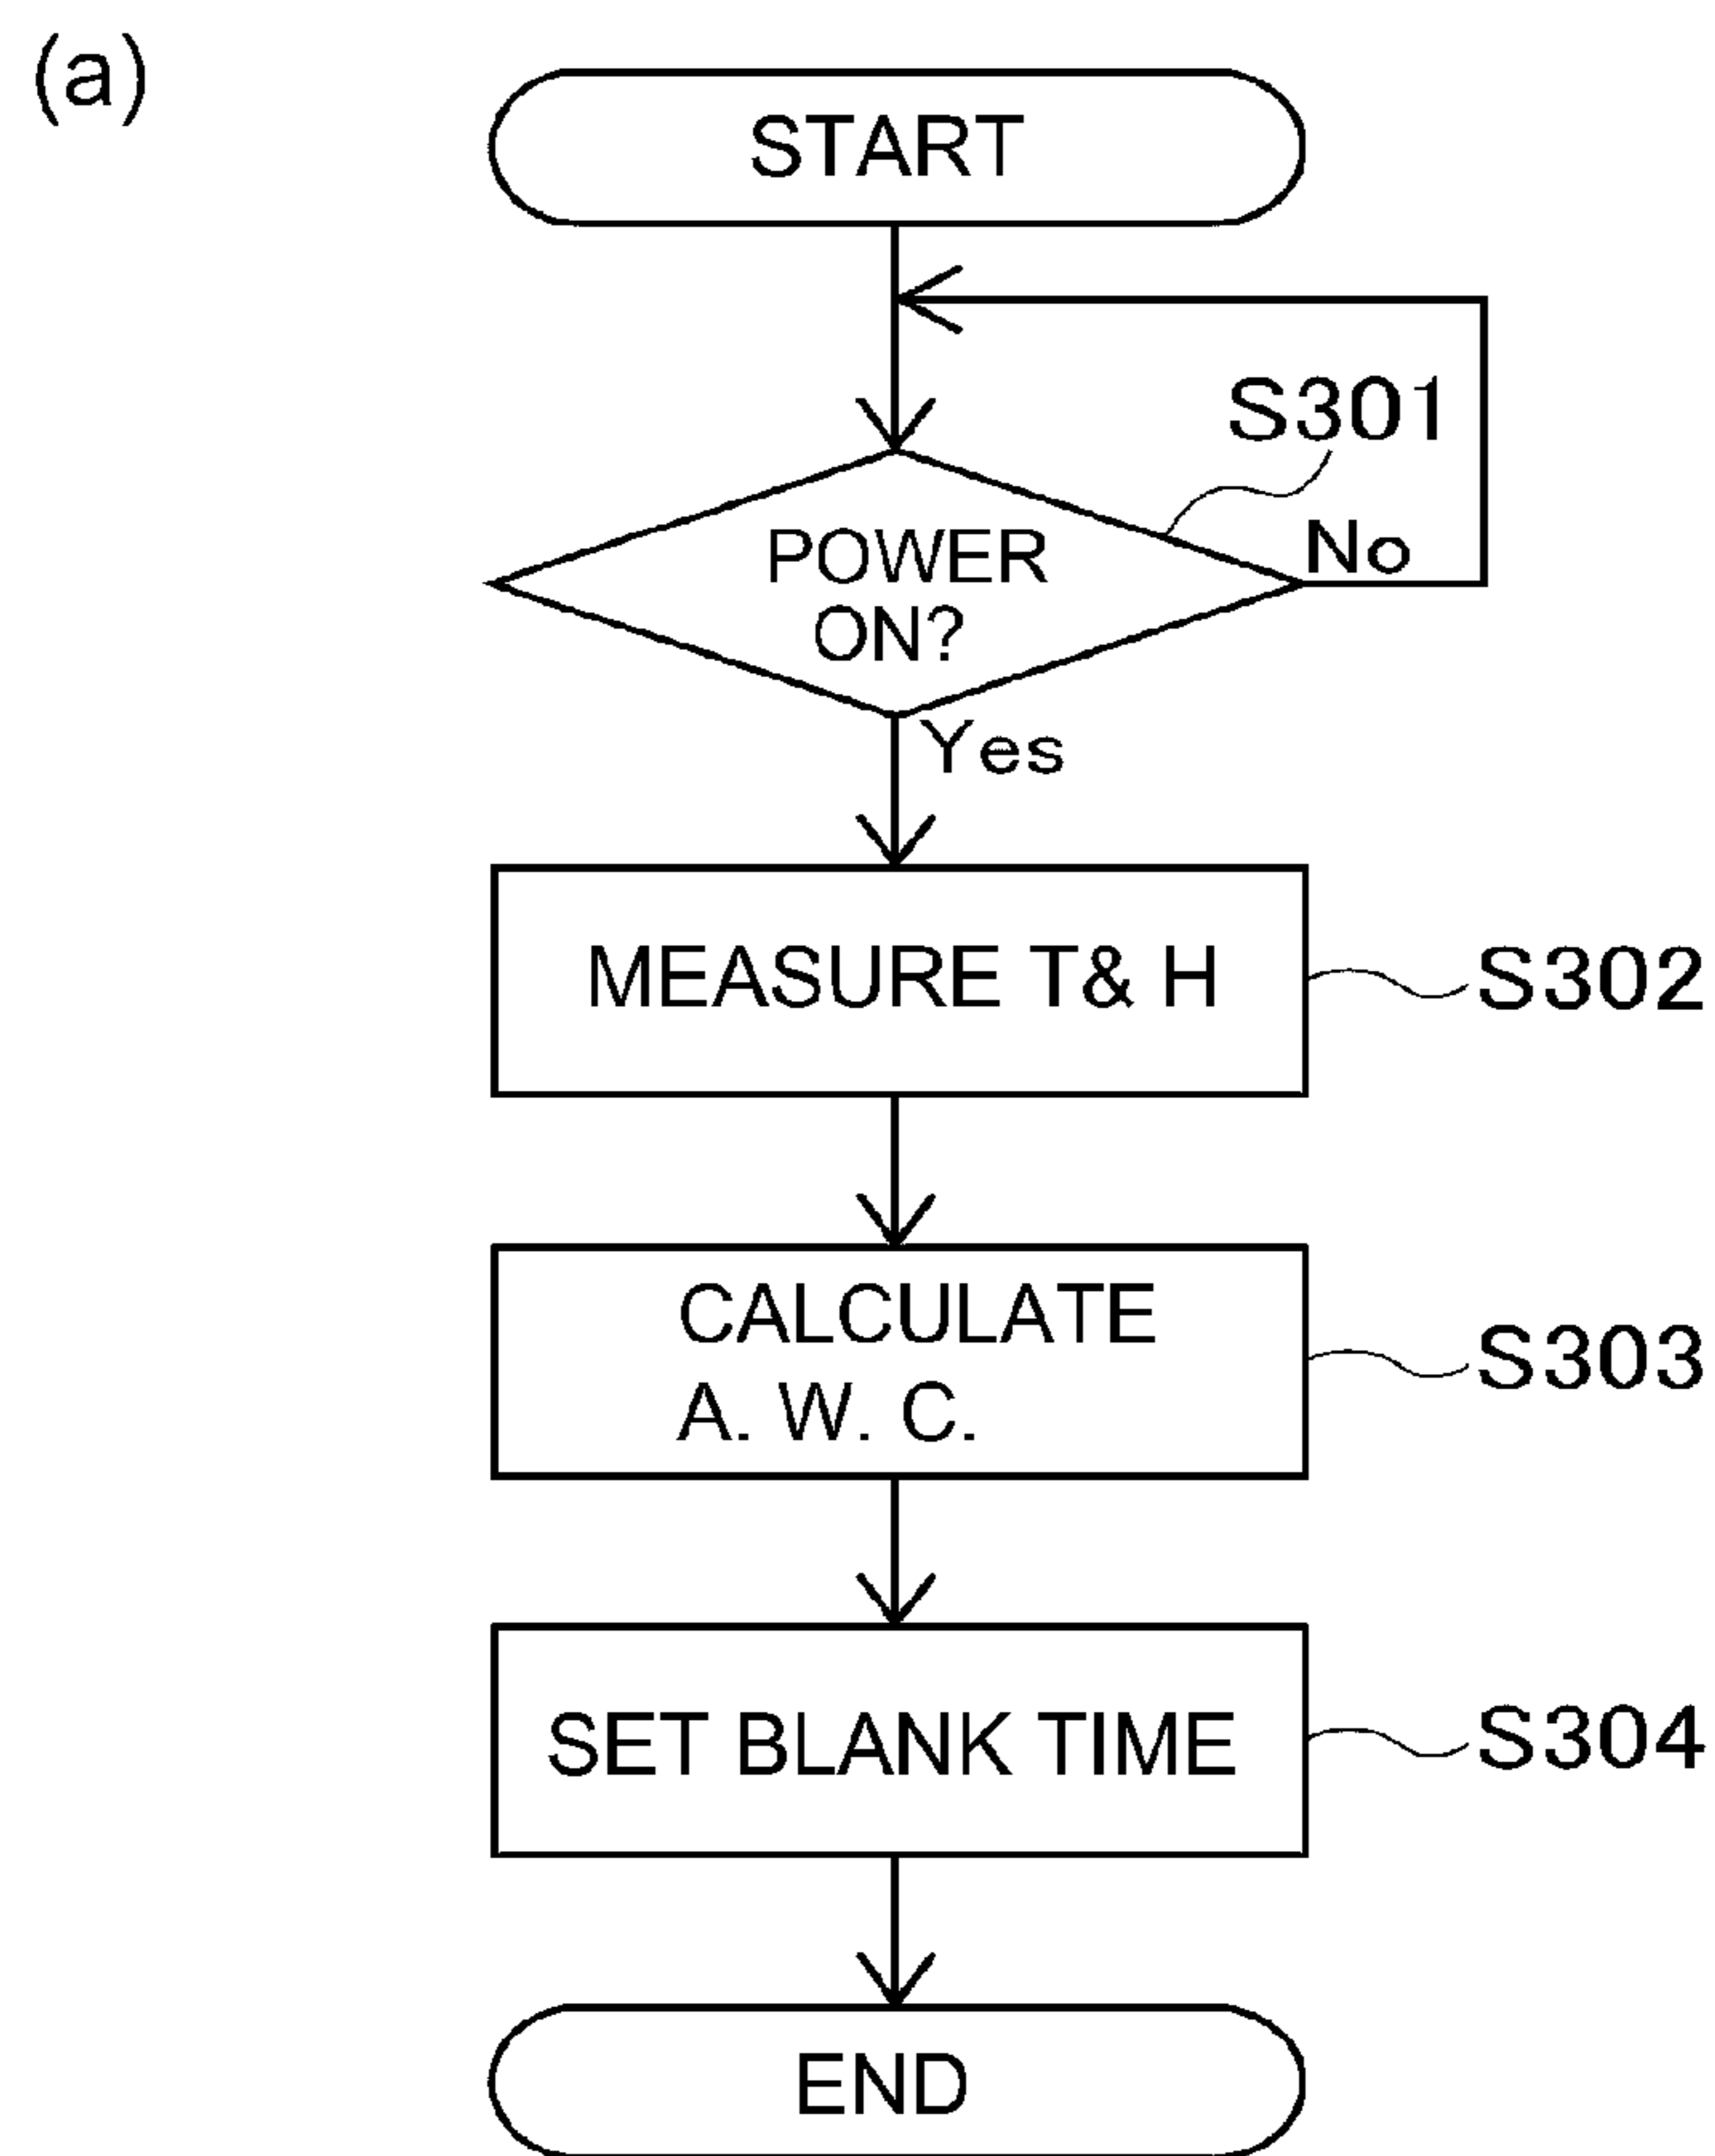 (a)
START
S301
POWER
ON?
No
Yes
MEASURE T& H
S302
CALCULATE
A. W. C.
S303
SET BLANK TIME
S304
END